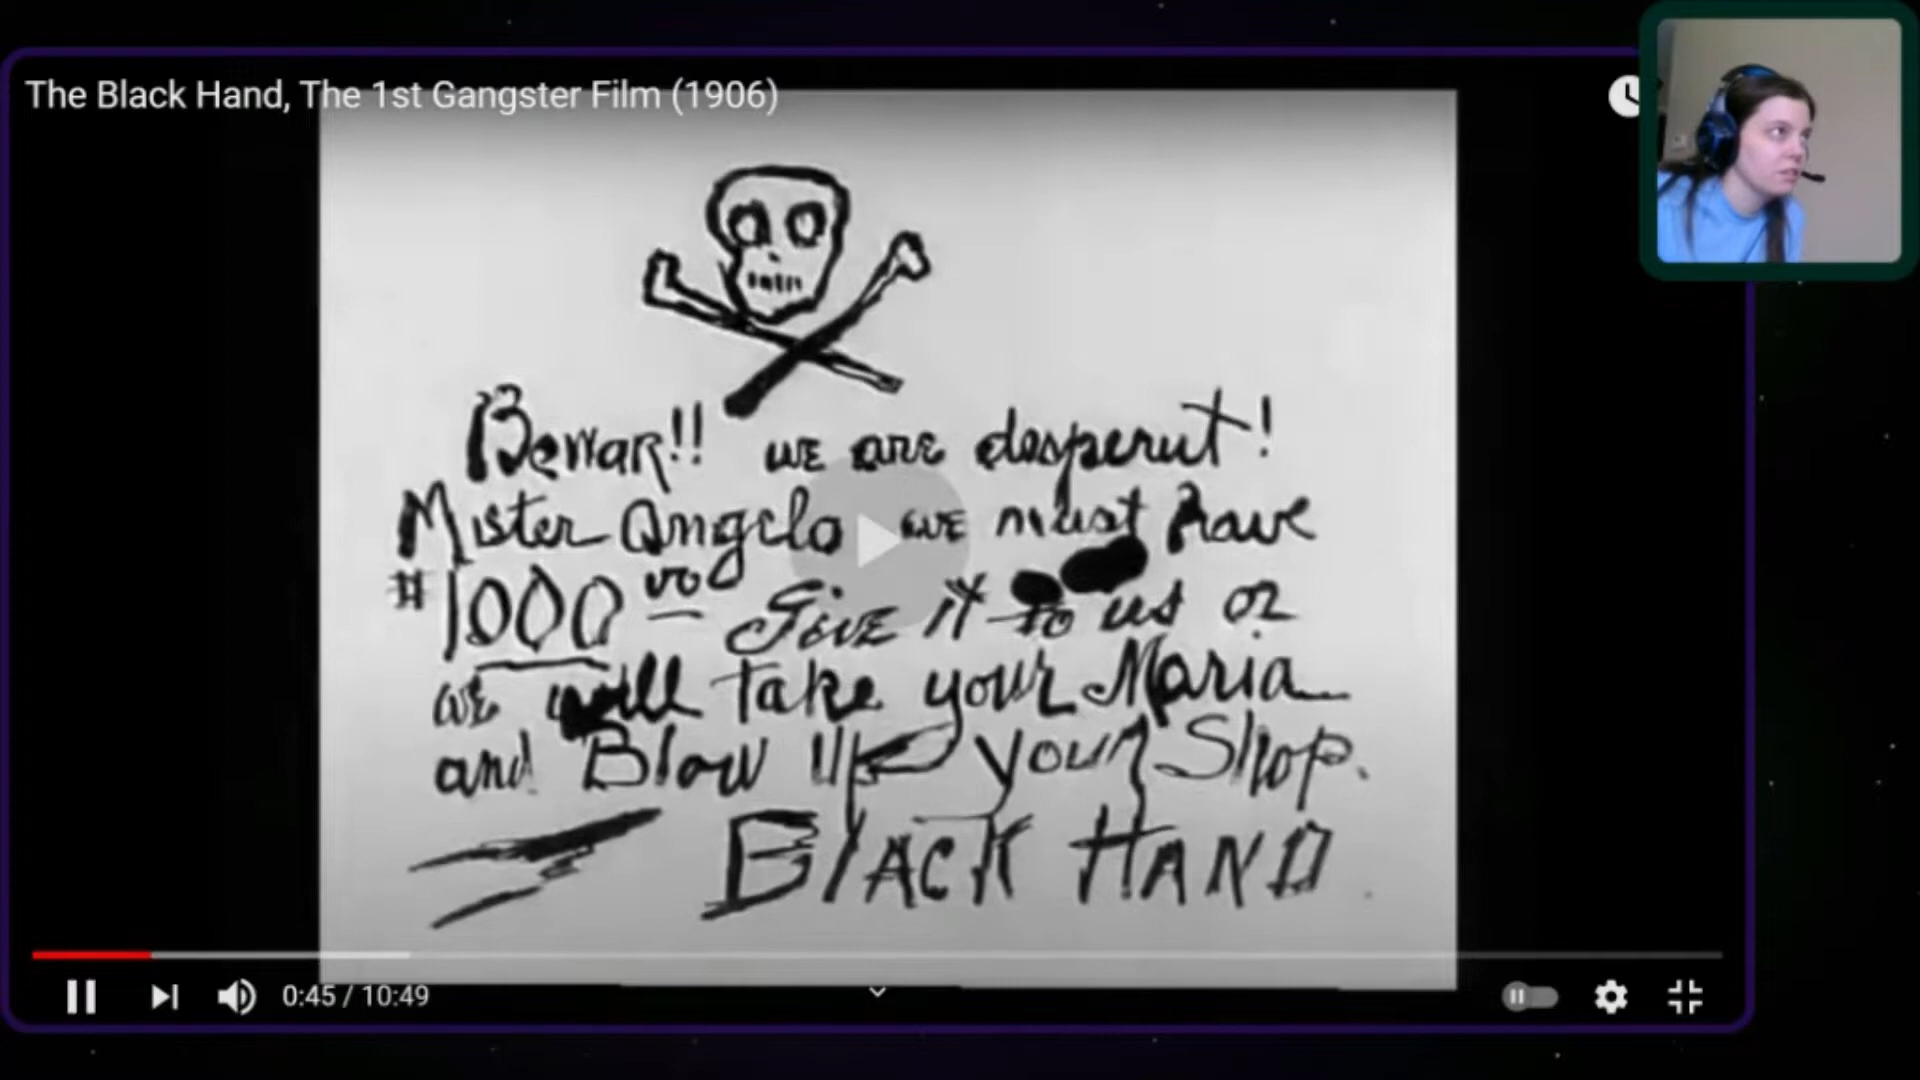 The Black Hand, The 1st Gangster Film (1906)
Bewar!! we are desperut!
Mister Angelo we must have
$1000 00 Give it to us or
we will take your Maria
and Blow up your Shop.
BlACK HAND.
0:45 / 10:49